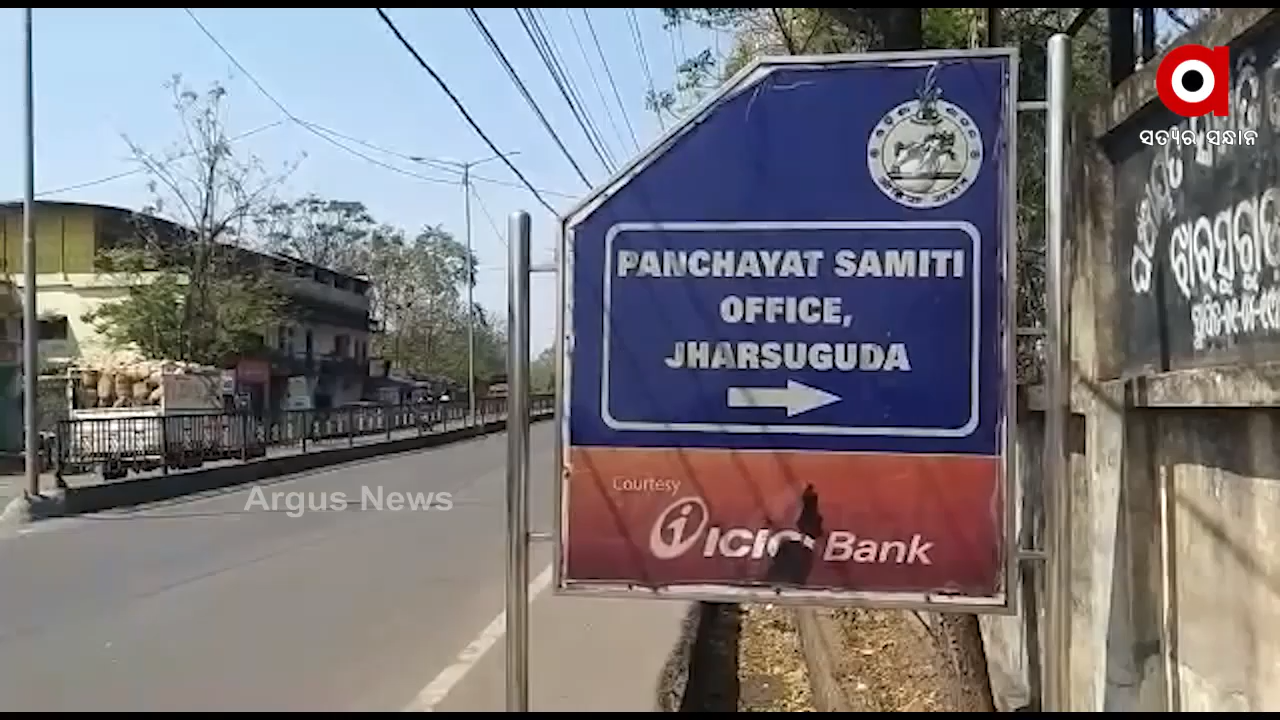 ସତ୍ୟର ସନ୍ଧାନ
PANCHAYAT SAMITI
OFFICE,
JHARSUGUDA
Courtesy
ICICI Bank
Argus News